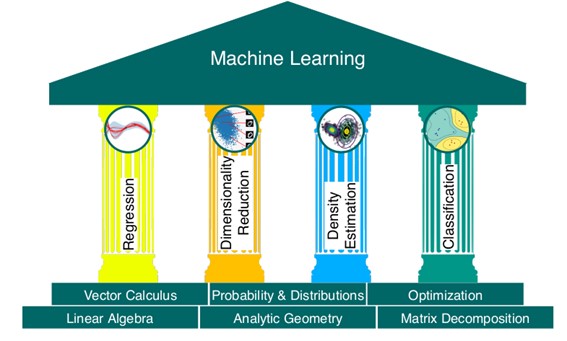 Machine Learning
Regression
Dimensionality
Reduction
Density
Estimation
Classification
Vector Calculus
Probability & Distributions
Optimization
Linear Algebra
Analytic Geometry
Matrix Decomposition